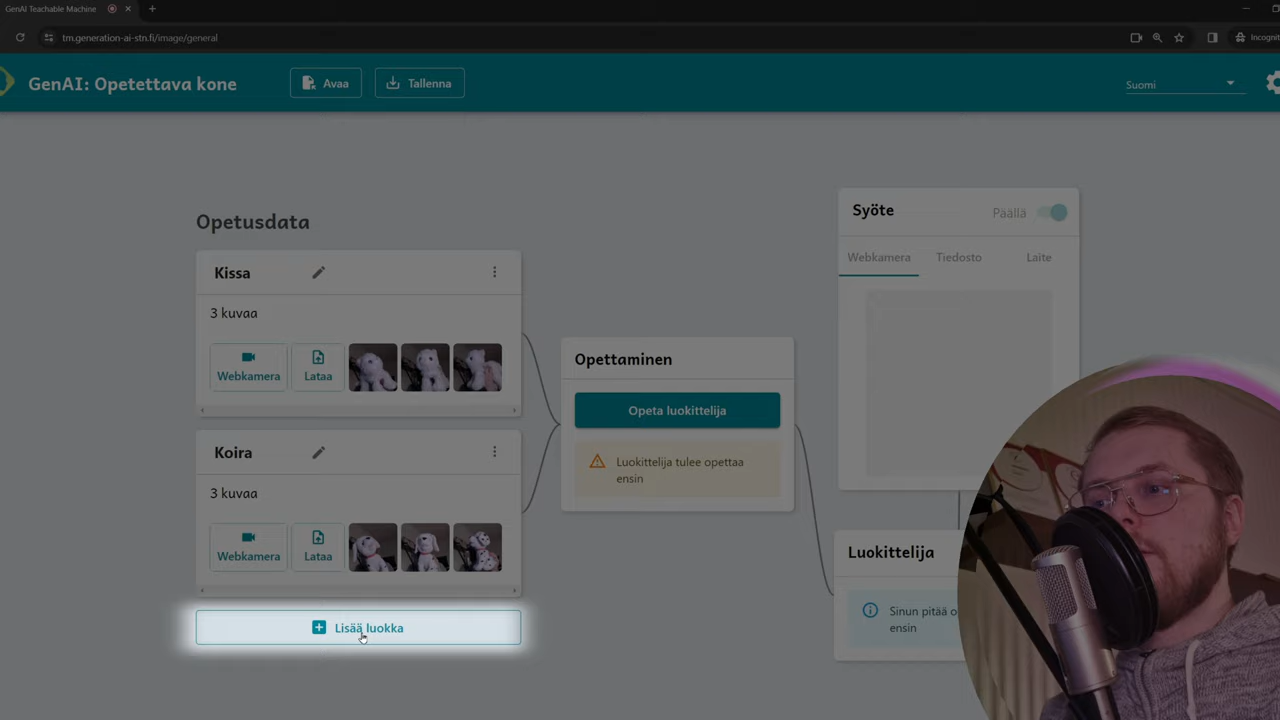 GenAI Teachable Machine
tm.generation-ai-stn.fi/image/general
GenAI: Opetettava kone
Avaa
Tallenna
Suomi
Opetusdata
Kissa
3 kuvaa
Webkamera
Lataa
Koira
3 kuvaa
Webkamera
Lataa
Lisää luokka
Opettaminen
Opeta luokittelija
Luokittelija tulee opettaa
ensin
Syöte
Päällä
Webkamera
Tiedosto
Laite
Luokittelija
Sinun pitää
ensin